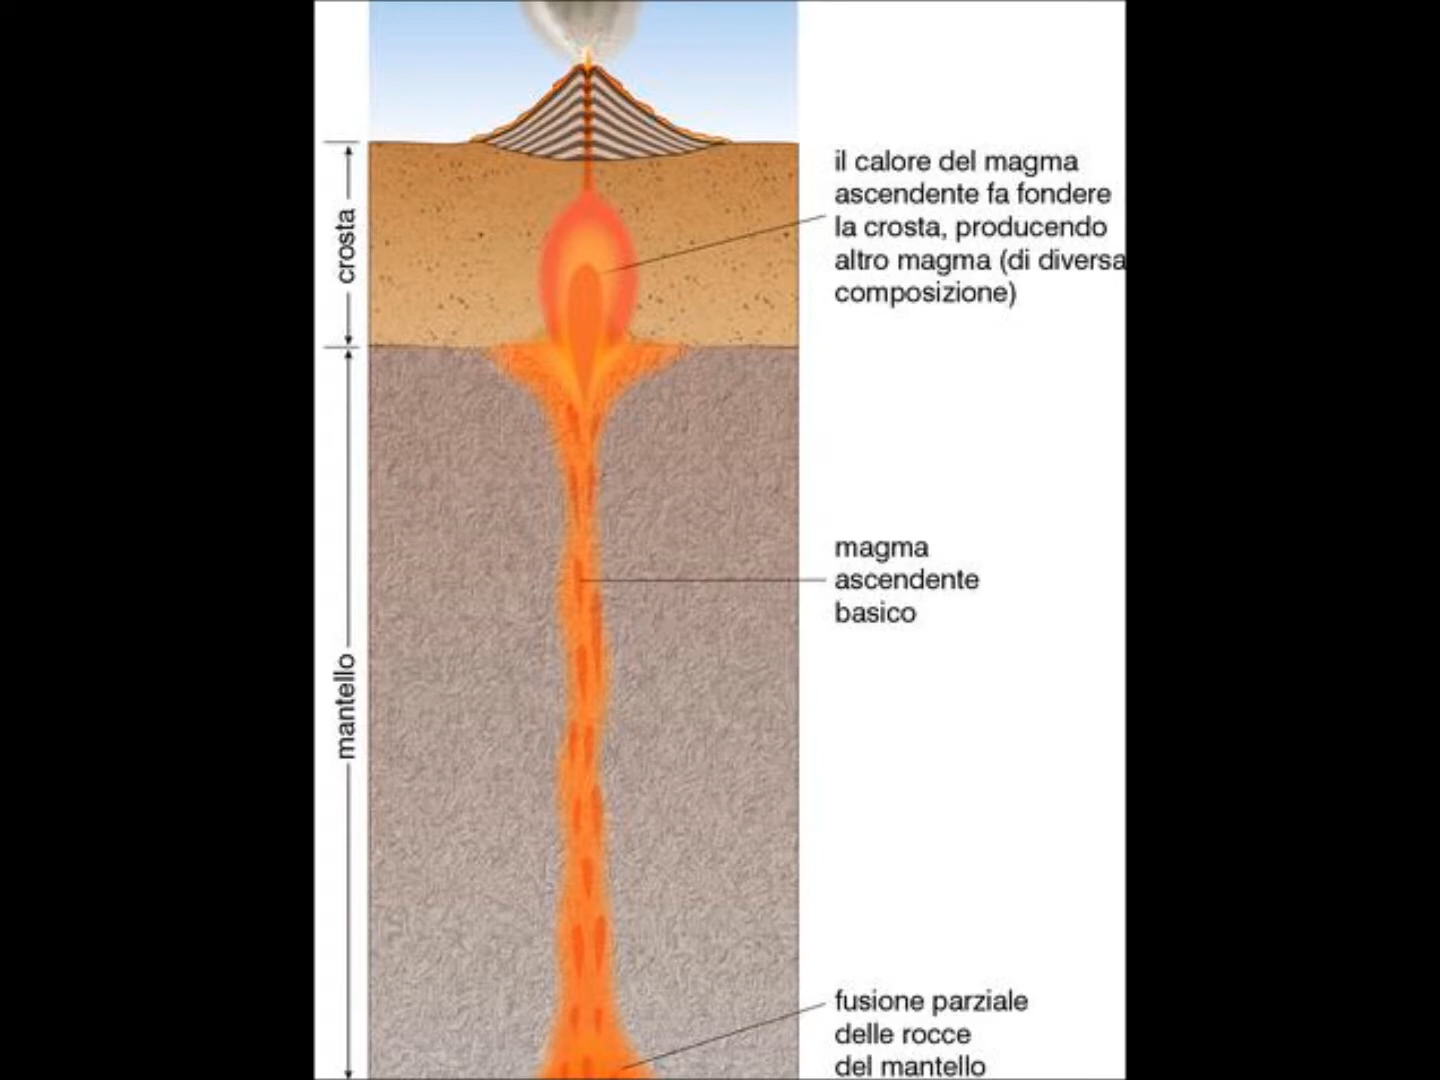 il calore del magma
ascendente fa fondere
la crosta, producendo
altro magma (di diversa
composizione)
crosta
magma
ascendente
basico
mantello
fusione parziale
delle rocce
del mantello